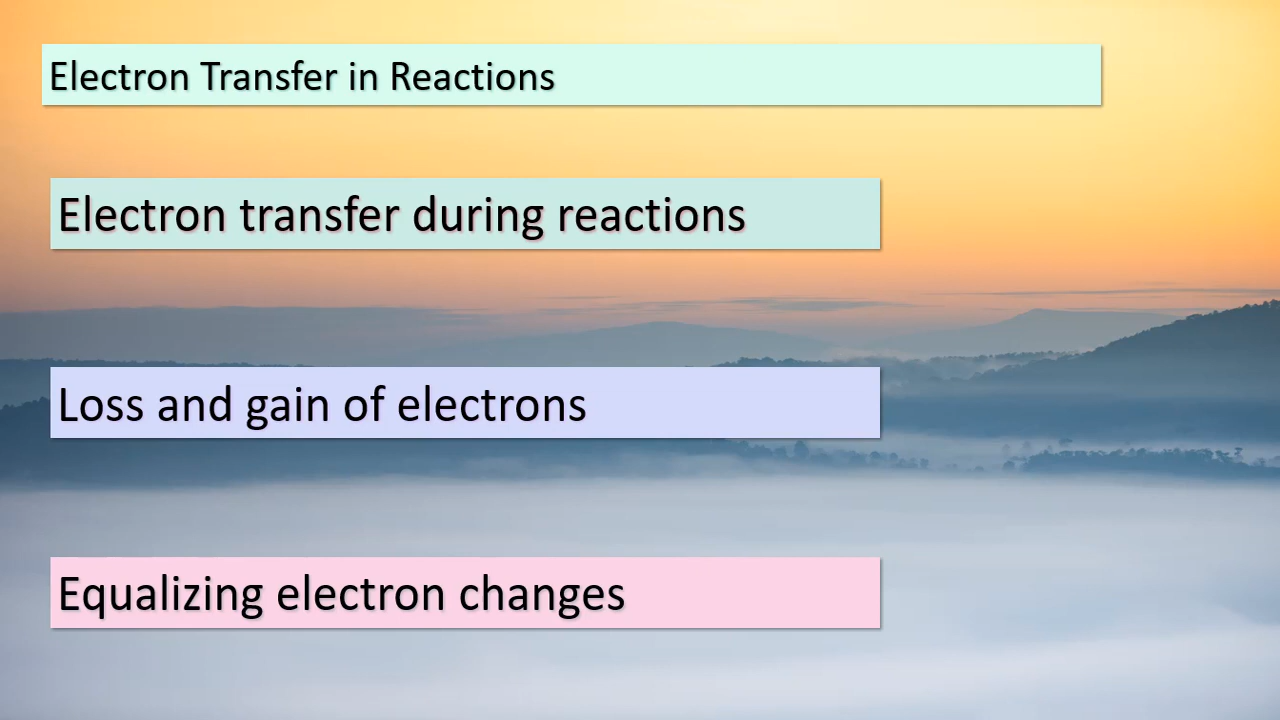 Electron Transfer in Reactions
Electron transfer during reactions
Loss and gain of electrons
Equalizing electron changes